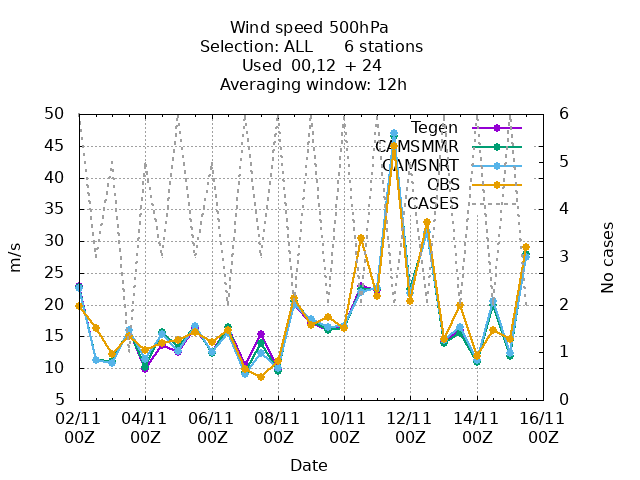 Wind speed 500hPa
Selection: ALL 6 stations
Used 00,12 + 24
Averaging window: 12h
50 6
Tegen
45 CAMSMMR
5
40 CAMSNRT
OBS
35 CASES
4
30
m/s
25 3
No cases
20 2
15
1
10
5 0
02/11 04/11 06/11 08/11 10/11 12/11 14/11 16/11
00Z 00Z 00Z 00Z 00Z 00Z 00Z 00Z
Date